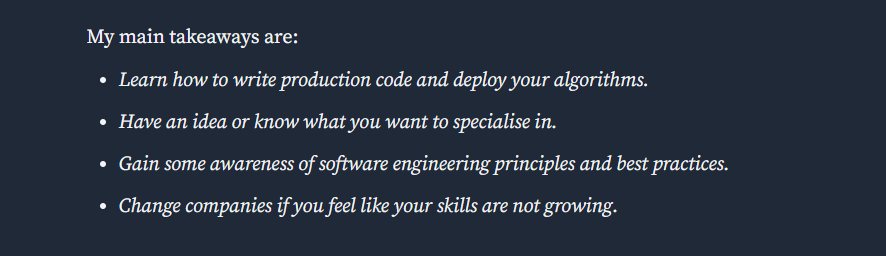 My main takeaways are:
• Learn how to write production code and deploy your algorithms.
• Have an idea or know what you want to specialise in.
• Gain some awareness of software engineering principles and best practices.
• Change companies if you feel like your skills are not growing.